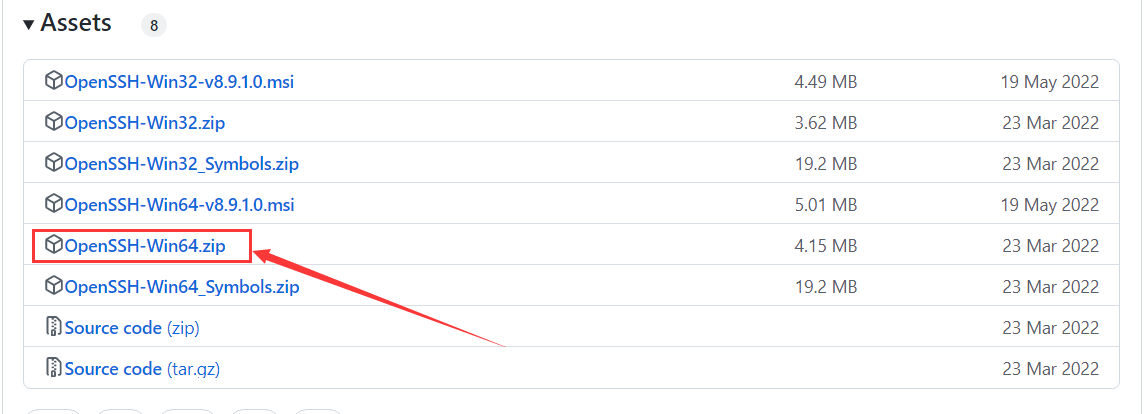 Assets 8
OpenSSH-Win32-v8.9.1.0.msi 4.49 MB 19 May 2022
OpenSSH-Win32.zip 3.62 MB 23 Mar 2022
OpenSSH-Win32_Symbols.zip 19.2 MB 23 Mar 2022
OpenSSH-Win64-v8.9.1.0.msi 5.01 MB 19 May 2022
OpenSSH-Win64.zip 4.15 MB 23 Mar 2022
OpenSSH-Win64_Symbols.zip 19.2 MB 23 Mar 2022
Source code (zip) 23 Mar 2022
Source code (tar.gz) 23 Mar 2022